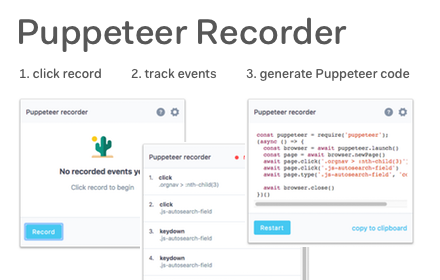 Puppeteer Recorder
1. click record
2. track events
3. generate Puppeteer code
Puppeteer recorder
No recorded events
Click record to begin
Record
Puppeteer recorder
1. click
.orgnav > :nth-child(3)
2. click
.js-autosearch-field
3. keydown
.js-autosearch-field
4. keydown
.js-autosearch-field
Puppeteer recorder
const puppeteer = require('puppeteer');
(async () => {
const browser = await puppeteer.launch()
const page = await browser.newPage()
await page.click('.orgnav > :nth-child(3)'
await page.click('.js-autosearch-field')
await page.type('.js-autosearch-field',
await browser.close()
})()
Restart
copy to clipboard